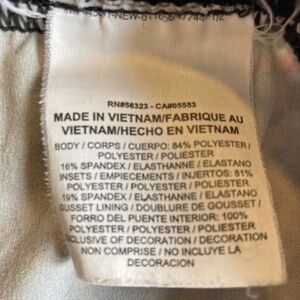 RN#56323 - CA#05553
MADE IN VIETNAM/FABRIQUE AU
VIETNAM/HECHO EN VIETNAM
BODY / CORPS / CUERPO: 84% POLYESTER /
POLYESTER / POLIESTER
16% SPANDEX / ELASTHANNE / ELASTANO
INSETS / EMPIECEMENTS / INJERTOS: 81%
POLYESTER / POLYESTER / POLIESTER
19% SPANDEX / ELASTHANNE / ELASTANO
GUSSET LINING / DOUBLURE DE GOUSSET /
FORRO DEL PUENTE INTERIOR: 100%
POLYESTER / POLYESTER / POLIESTER
EXCLUSIVE OF DECORATION / DECORATION
NON COMPRISE / NO INCLUYE LA
DECORACION